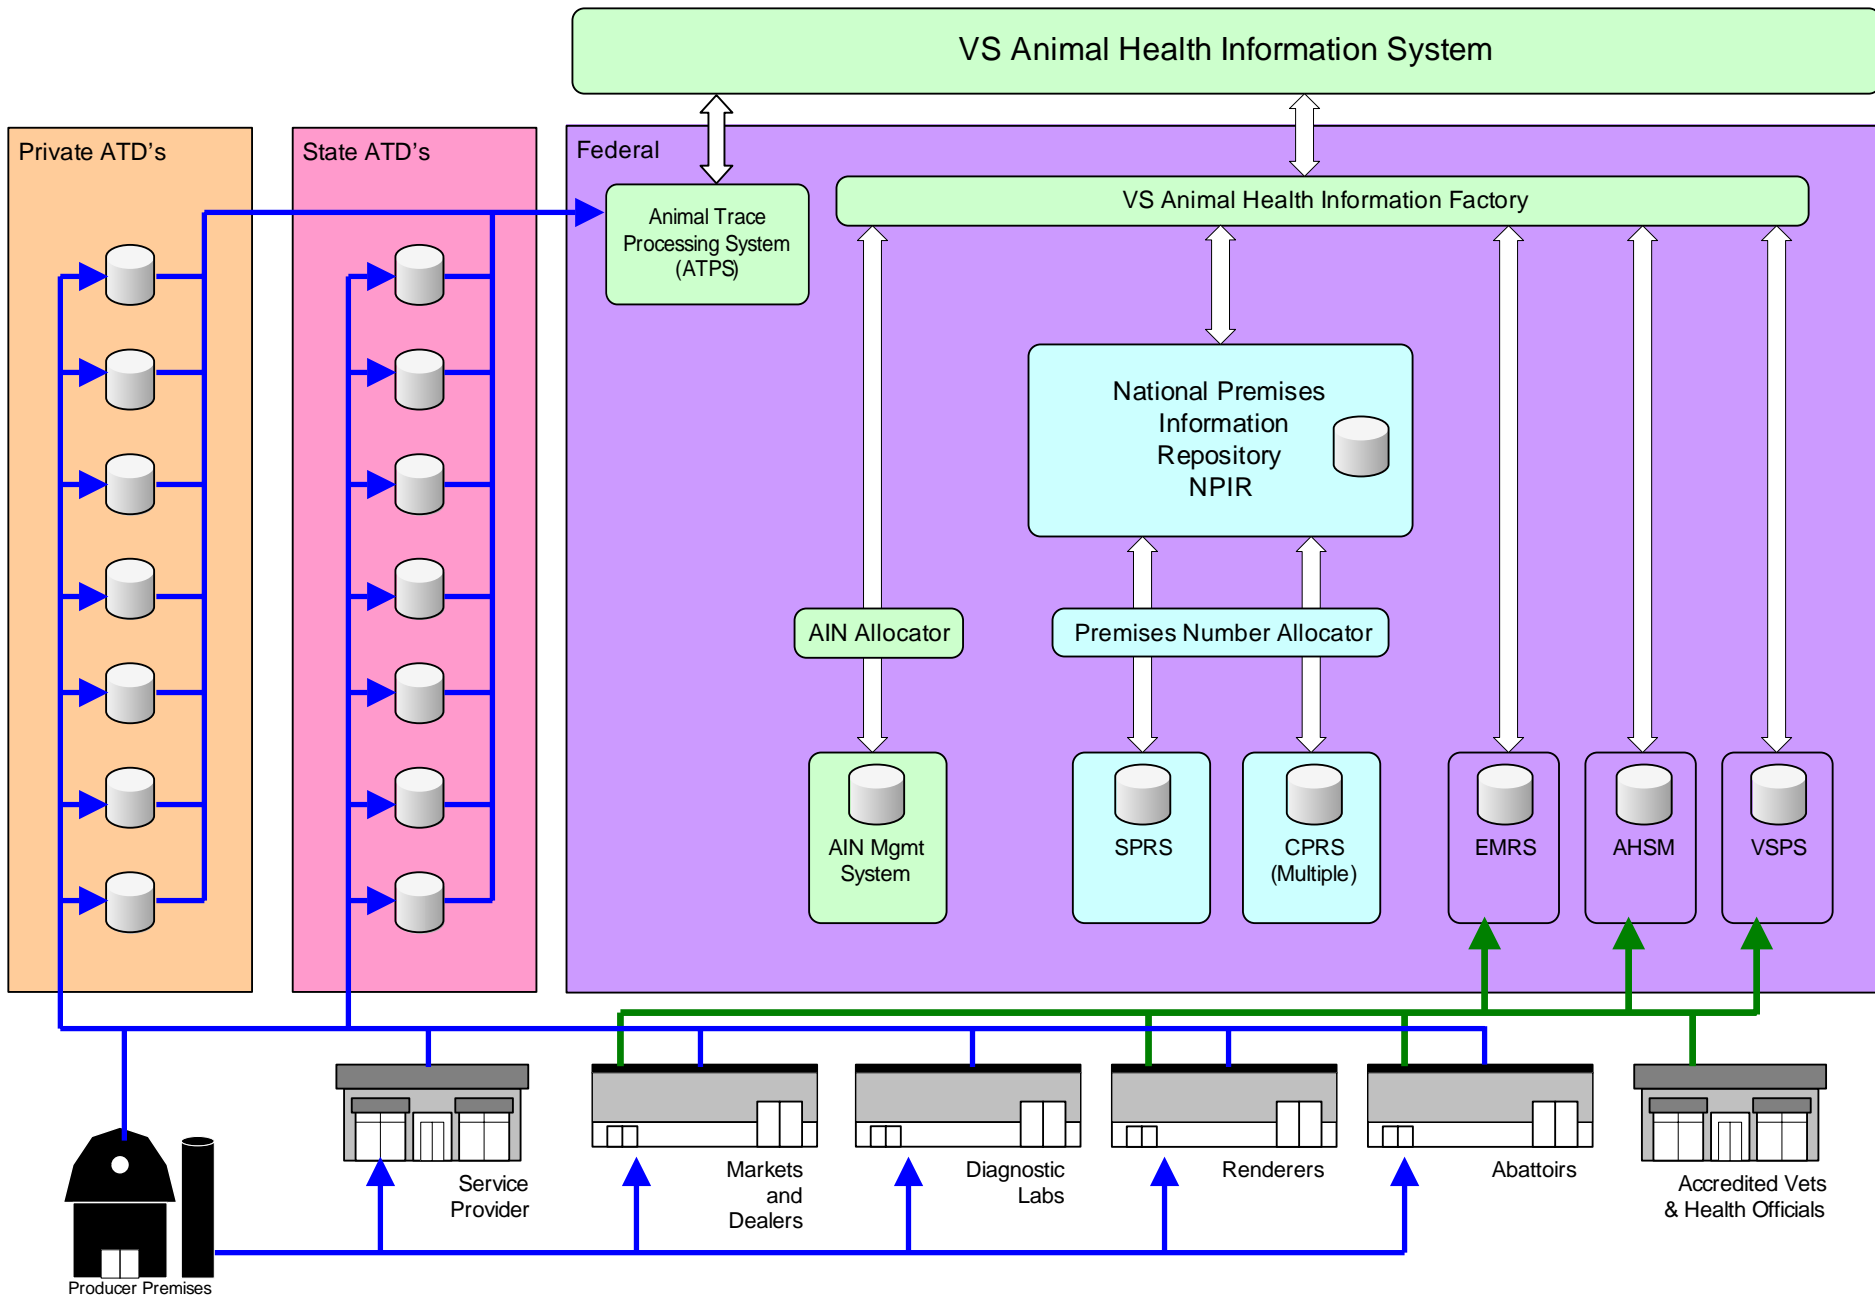 VS Animal Health Information System
Private ATD's
State ATD's
Federal
Animal Trace
Processing System
(ATPS)
VS Animal Health Information Factory
National Premises
Information
Repository
NPIR
AIN Allocator
Premises Number Allocator
AIN Mgmt
System
SPRS
CPRS
(Multiple)
EMRS
AHSM
VSPS
Service
Provider
Markets
and
Dealers
Diagnostic
Labs
Renderers
Abattoirs
Accredited Vets
& Health Officials
Producer Premises